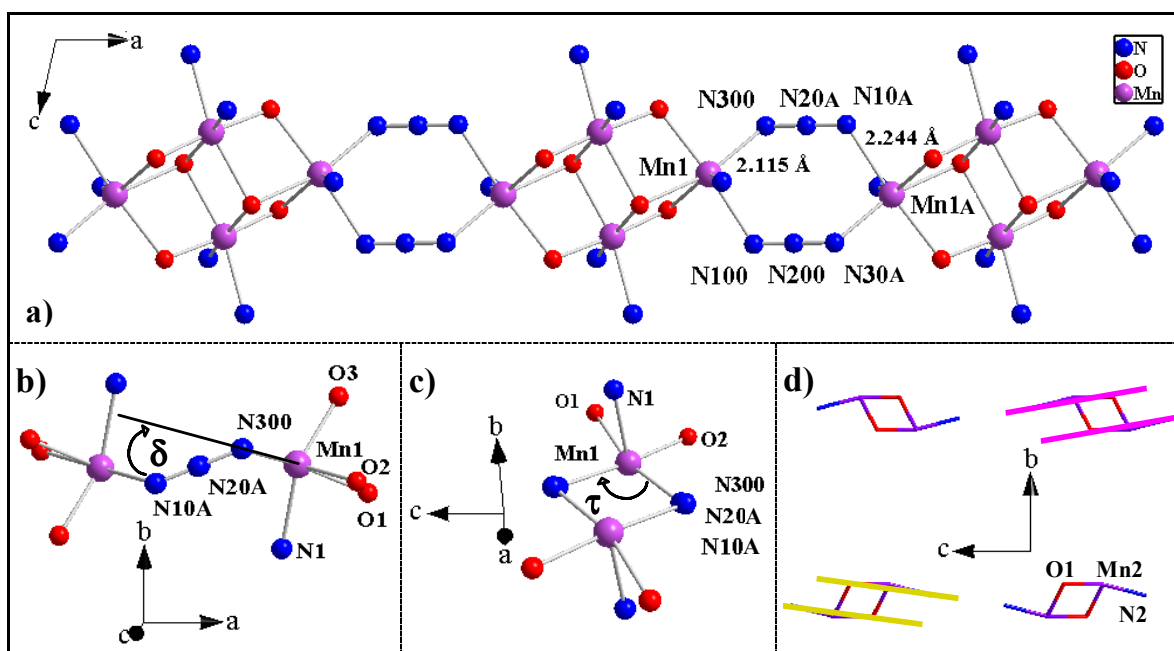 a
c
N
O
Mn
N300 N20A N10A
2.244 Å
Mn1 2.115 Å
Mn1A
N100 N200 N30A
a)
b)
O3
N300
δ
Mn1
O2
N20A
N10A
O1
N1
b
c
a
c)
N1
O1
b
O2
Mn1
N300
τ
c
N20A
a
N10A
d)
b
c
O1 Mn2
N2